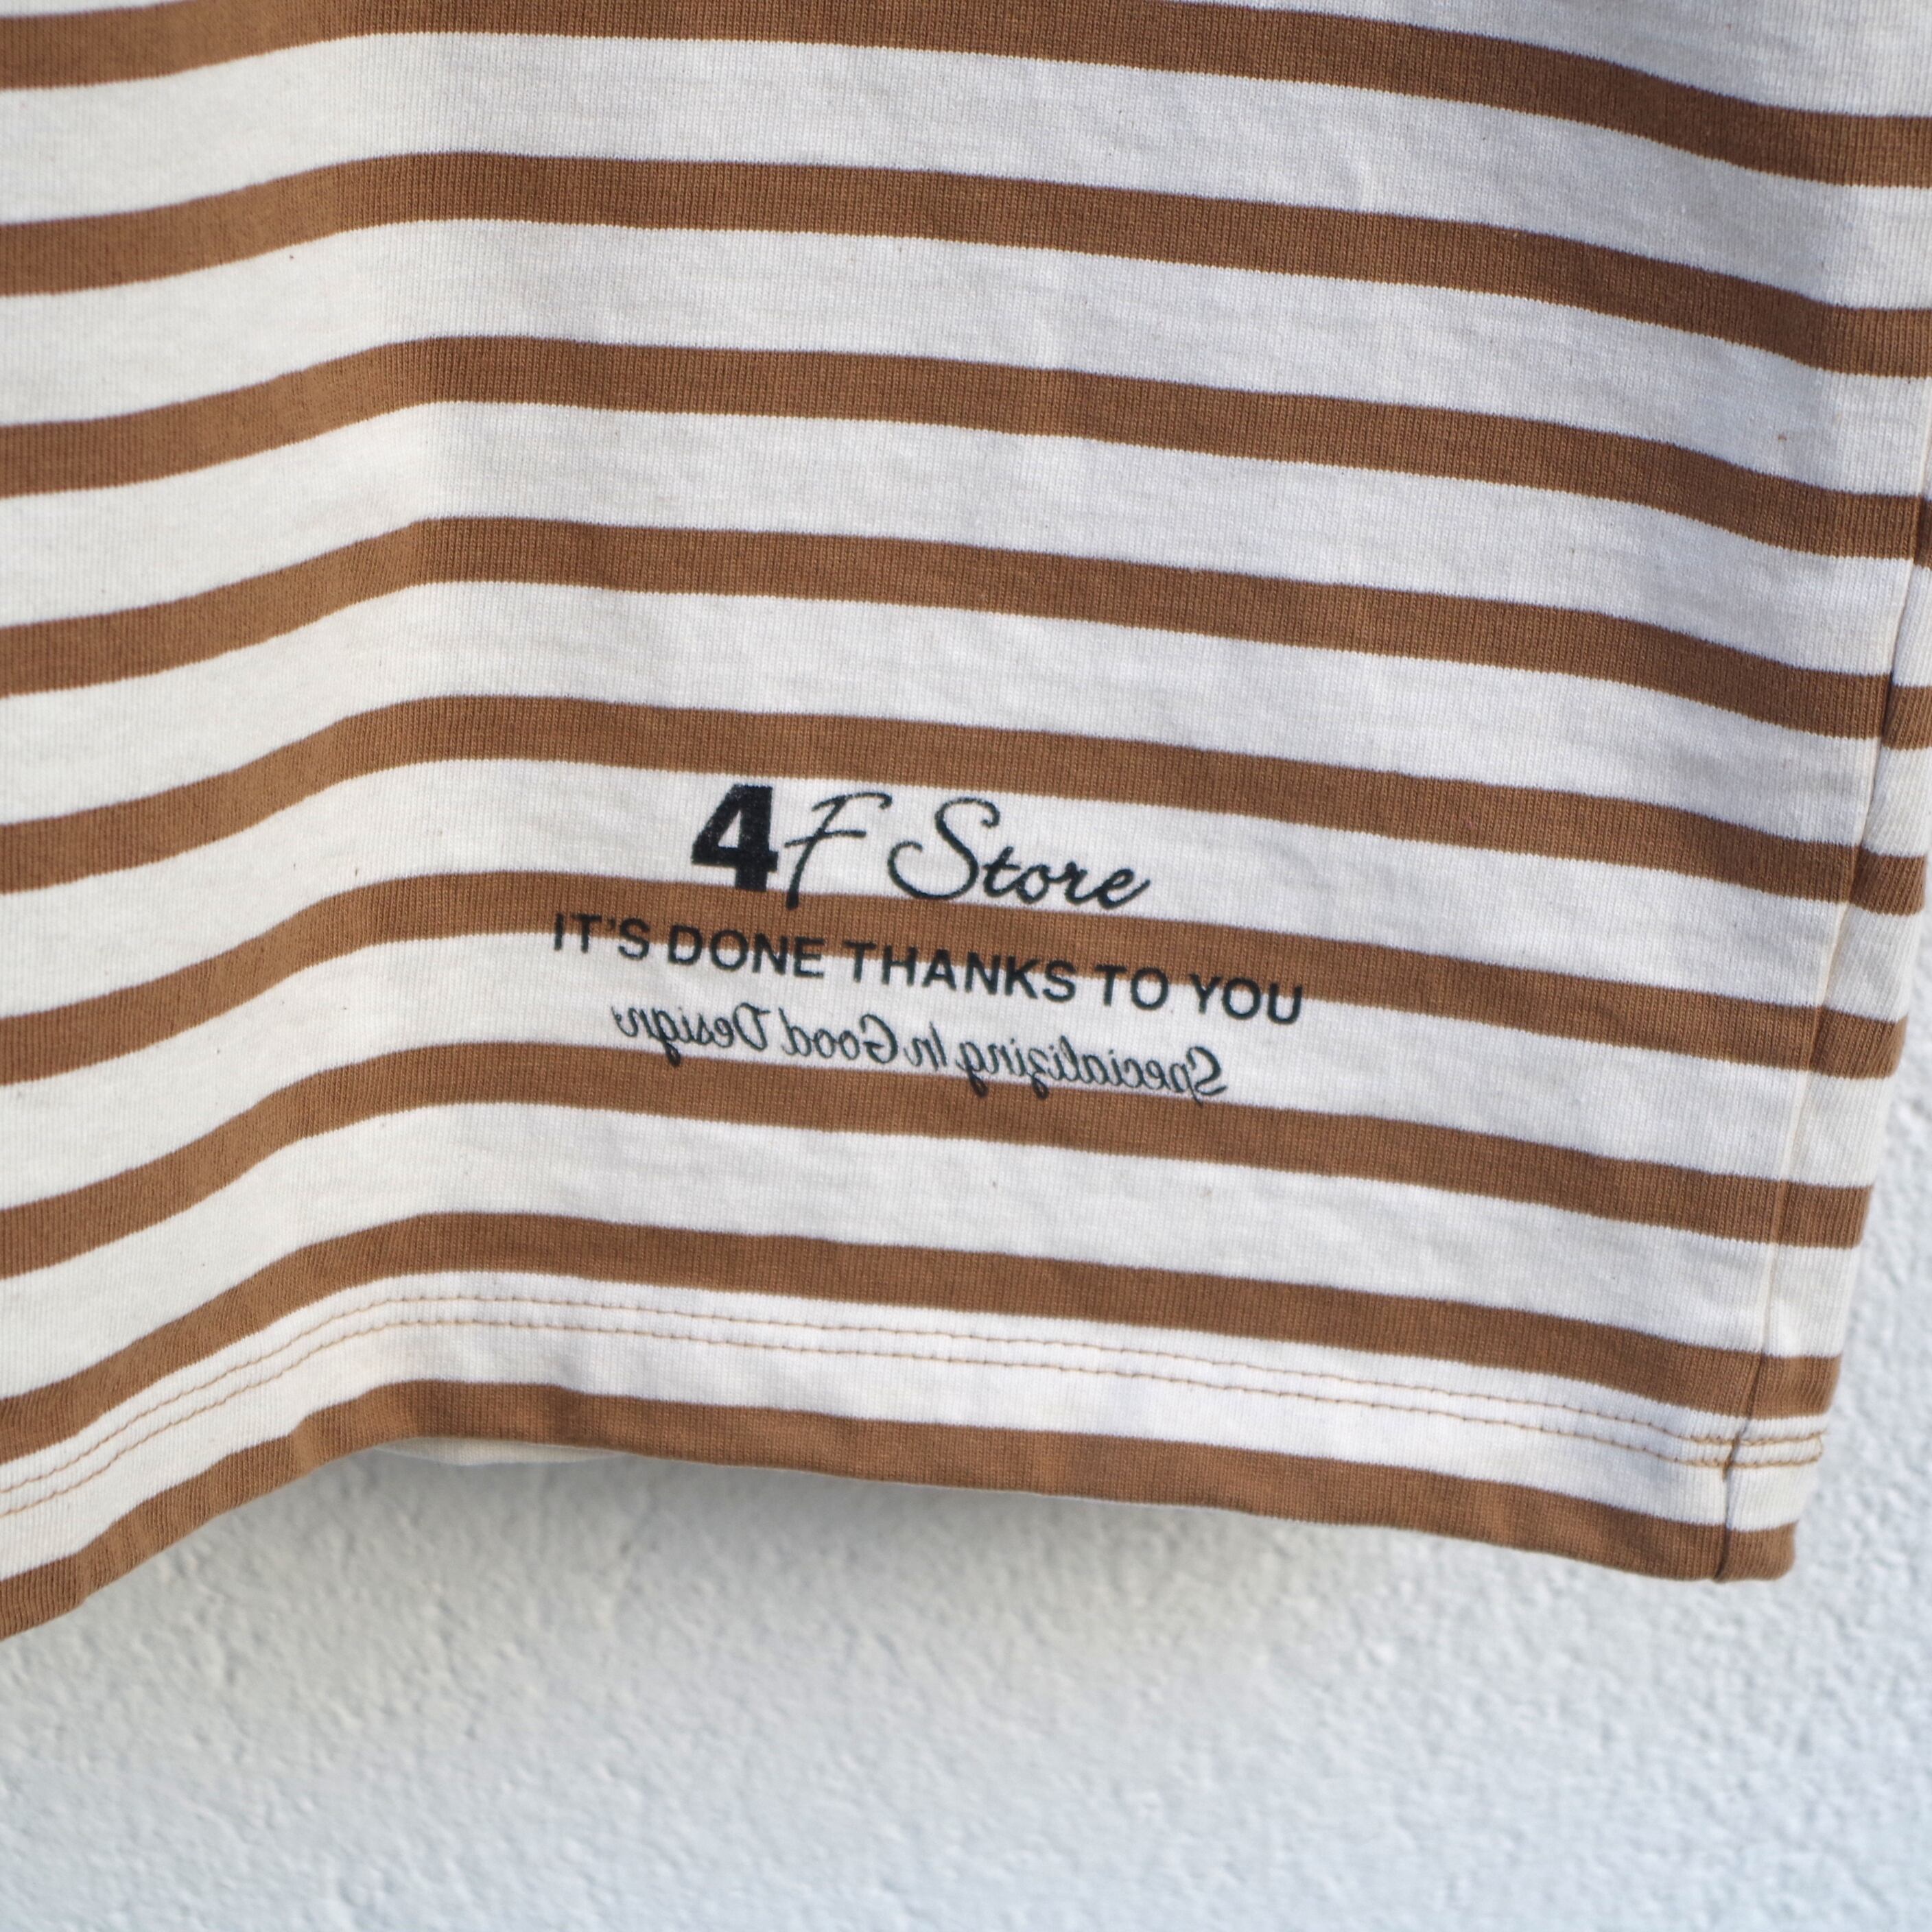 4F Store
IT'S DONE THANKS TO YOU
Specializing In Good Design